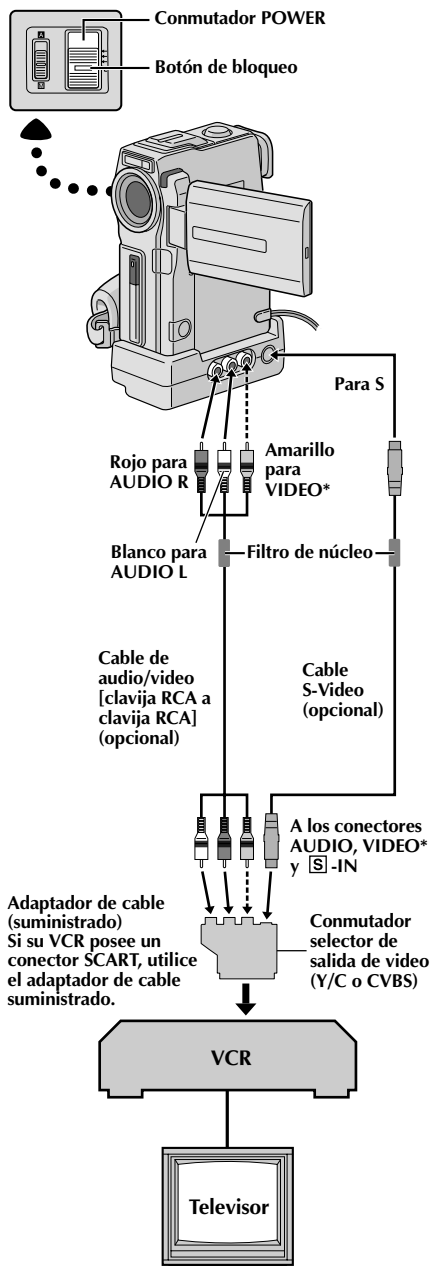 Conmutador POWER
Botón de bloqueo
Para S
Rojo para
AUDIO R
Amarillo
para
VIDEO*
Blanco para
AUDIO L
Filtro de núcleo
Cable de
audio/video
[clavija RCA a
clavija RCA]
(opcional)
Cable
S-Video
(opcional)
A los conectores
AUDIO, VIDEO*
y S -IN
Adaptador de cable
(suministrado)
Si su VCR posee un
conector SCART, utilice
el adaptador de cable
suministrado.
Conmutador
selector de
salida de video
(Y/C o CVBS)
VCR
Televisor